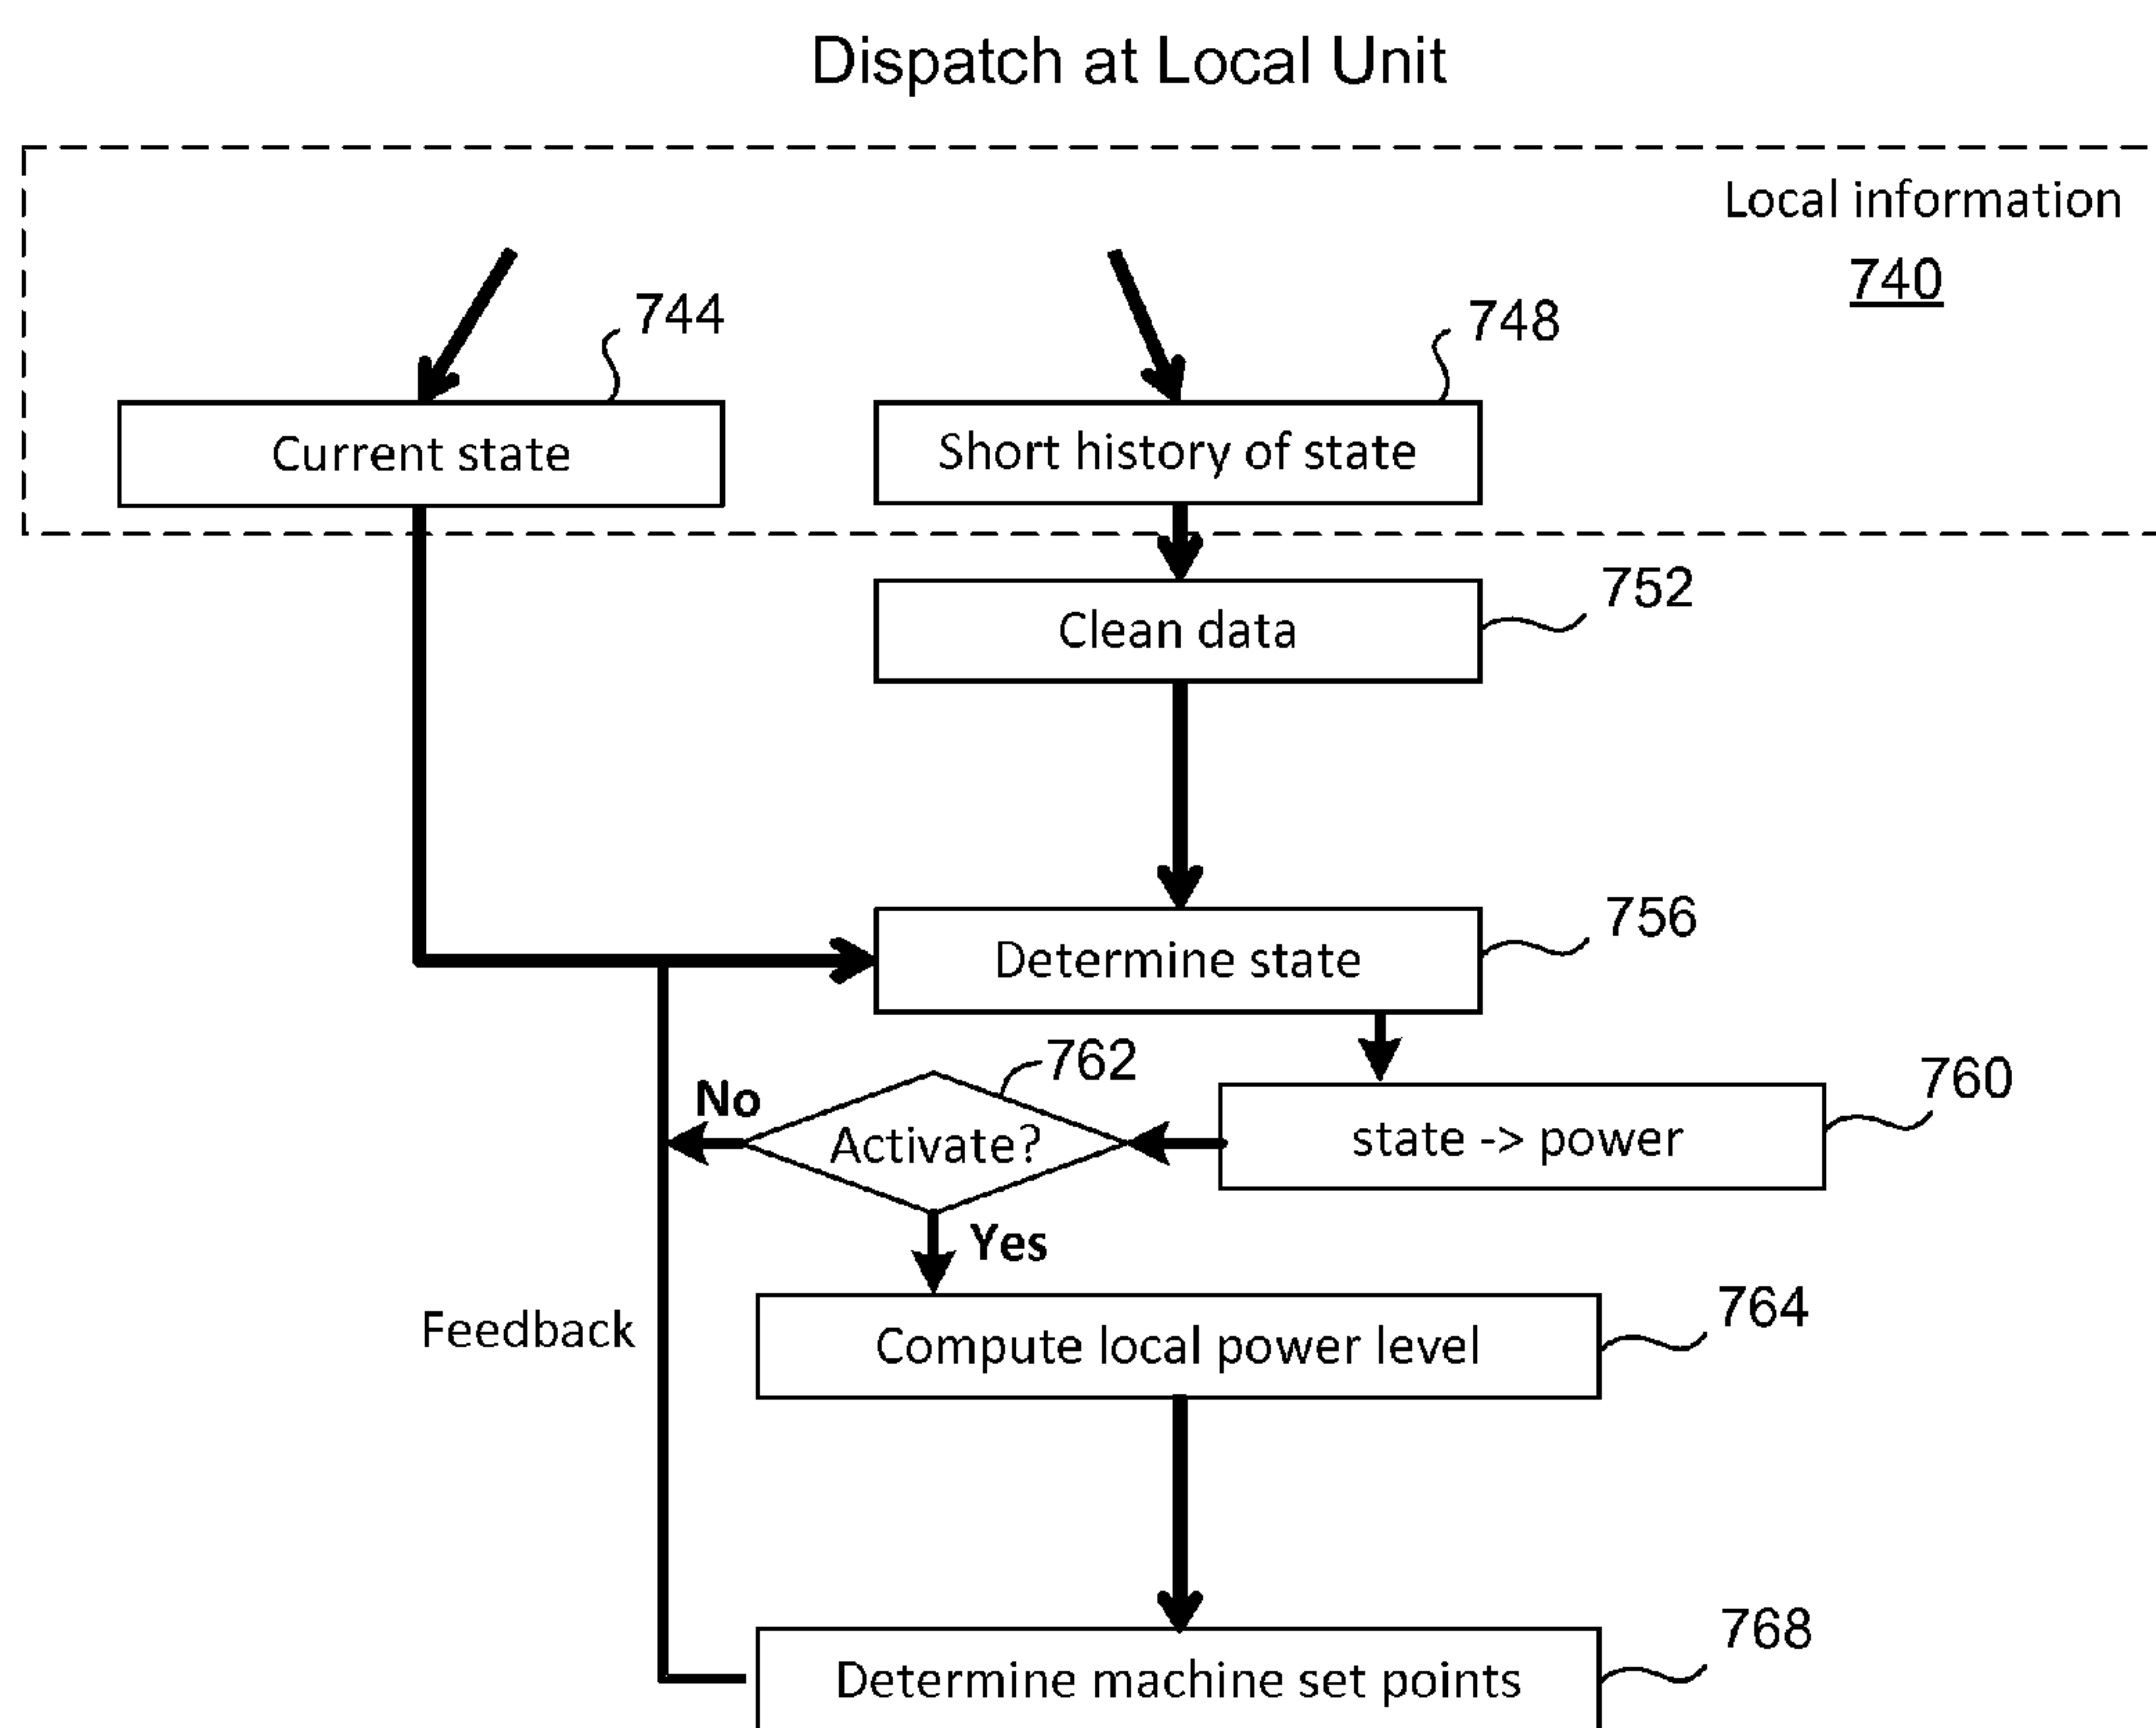 Dispatch at Local Unit
Local information
740
744
748
Current state
Short history of state
752
Clean data
756
Determine state
762
760
No
Activate?
state -> power
Yes
764
Feedback
Compute local power level
768
Determine machine set points